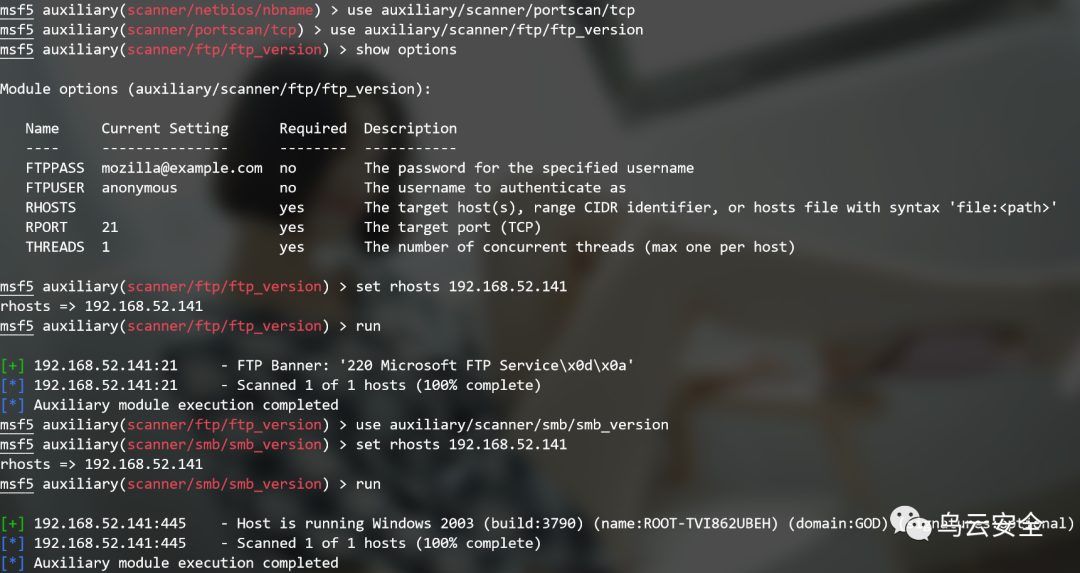 msf5 auxiliary(scanner/netbios/nbname) > use auxiliary/scanner/portscan/tcp
msf5 auxiliary(scanner/portscan/tcp) > use auxiliary/scanner/ftp/ftp_version
msf5 auxiliary(scanner/ftp/ftp_version) > show options
Module options (auxiliary/scanner/ftp/ftp_version):
Name Current Setting Required Description
---- --------------- -------- -----------
FTPPASS mozilla@example.com no The password for the specified username
FTPUSER anonymous no The username to authenticate as
RHOSTS yes The target host(s), range CIDR identifier, or hosts file with syntax 'file:<path>'
RPORT 21 yes The target port (TCP)
THREADS 1 yes The number of concurrent threads (max one per host)
msf5 auxiliary(scanner/ftp/ftp_version) > set rhosts 192.168.52.141
rhosts => 192.168.52.141
msf5 auxiliary(scanner/ftp/ftp_version) > run
[+] 192.168.52.141:21 - FTP Banner: '220 Microsoft FTP Service\x0d\x0a'
[*] 192.168.52.141:21 - Scanned 1 of 1 hosts (100% complete)
[*] Auxiliary module execution completed
msf5 auxiliary(scanner/ftp/ftp_version) > use auxiliary/scanner/smb/smb_version
msf5 auxiliary(scanner/smb/smb_version) > set rhosts 192.168.52.141
rhosts => 192.168.52.141
msf5 auxiliary(scanner/smb/smb_version) > run
[+] 192.168.52.141:445 - Host is running Windows 2003 (build:3790) (name:ROOT-TVI862UBEH) (domain:GOD) (signatures:optional)
乌云安全
[*] 192.168.52.141:445 - Scanned 1 of 1 hosts (100% complete)
[*] Auxiliary module execution completed